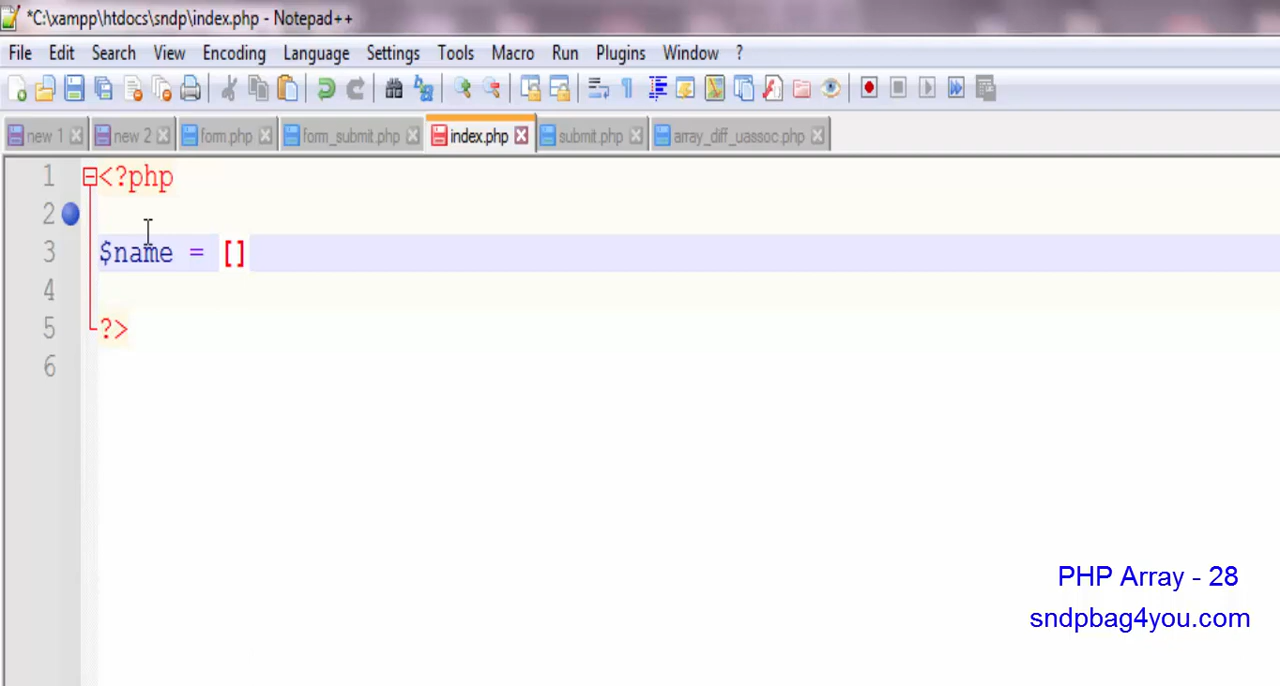 *C:\xampp\htdocs\sndp\index.php - Notepad++
File Edit Search View Encoding Language Settings Tools Macro Run Plugins Window ?
new 1 new 2 form.php form_submit.php index.php submit.php array_diff_uassoc.php
1 <?php
2
3 $name = []
4
5 ?>
6
PHP Array - 28
sndpbag4you.com